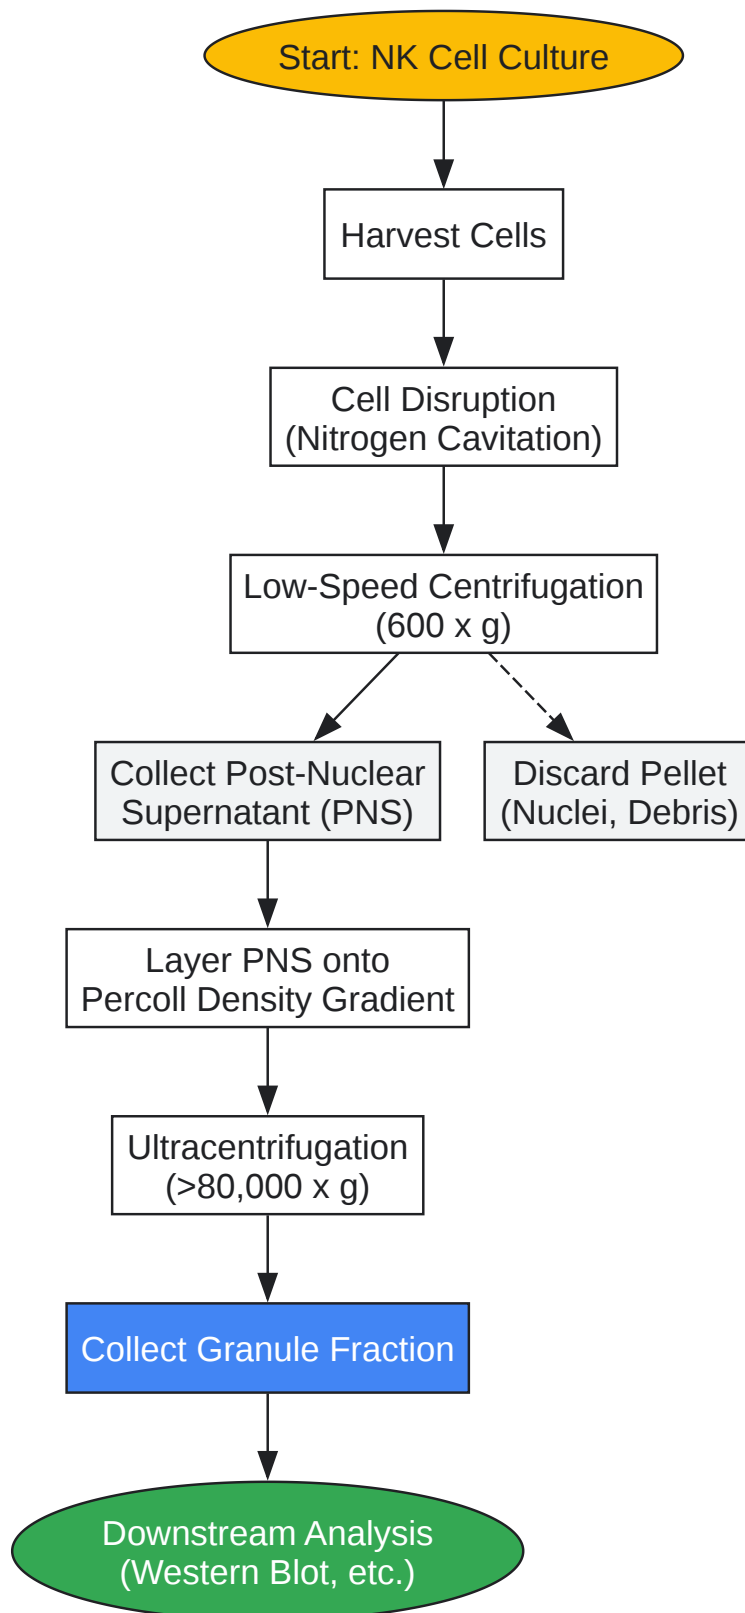 Start: NK Cell Culture
Harvest Cells
Cell Disruption
(Nitrogen Cavitation)
Low-Speed Centrifugation
(600 x g)
Collect Post-Nuclear
Supernatant (PNS)
Discard Pellet
(Nuclei, Debris)
Layer PNS onto
Percoll Density Gradient
Ultracentrifugation
(>80,000 x g)
Collect Granule Fraction
Downstream Analysis
(Western Blot, etc.)